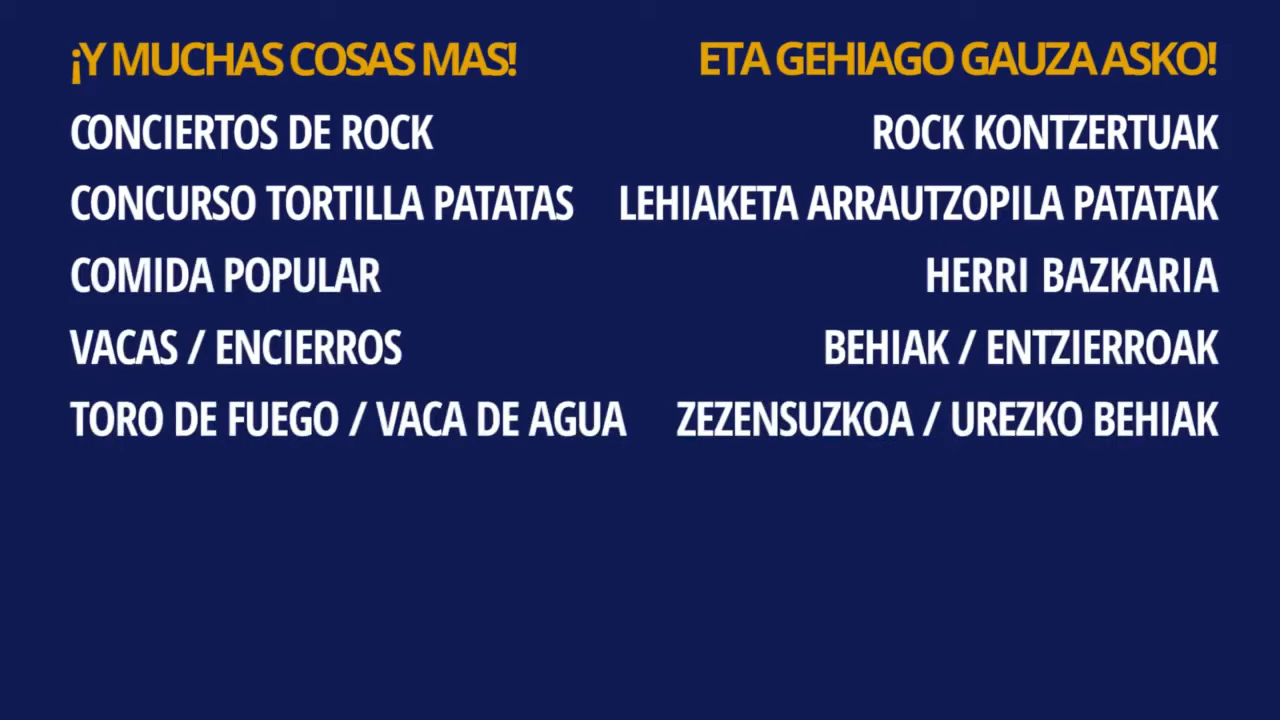 ¡Y MUCHAS COSAS MAS!
ETA GEHIAGO GAUZA ASKO!
CONCIERTOS DE ROCK
ROCK KONTZERTUAK
CONCURSO TORTILLA PATATAS
LEHIAKETA ARRAUTZOPILA PATATAK
COMIDA POPULAR
HERRI BAZKARIA
VACAS / ENCIERROS
BEHIAK / ENTZIERROAK
TORO DE FUEGO / VACA DE AGUA
ZEZENSUZKOA / UREZKO BEHIAK